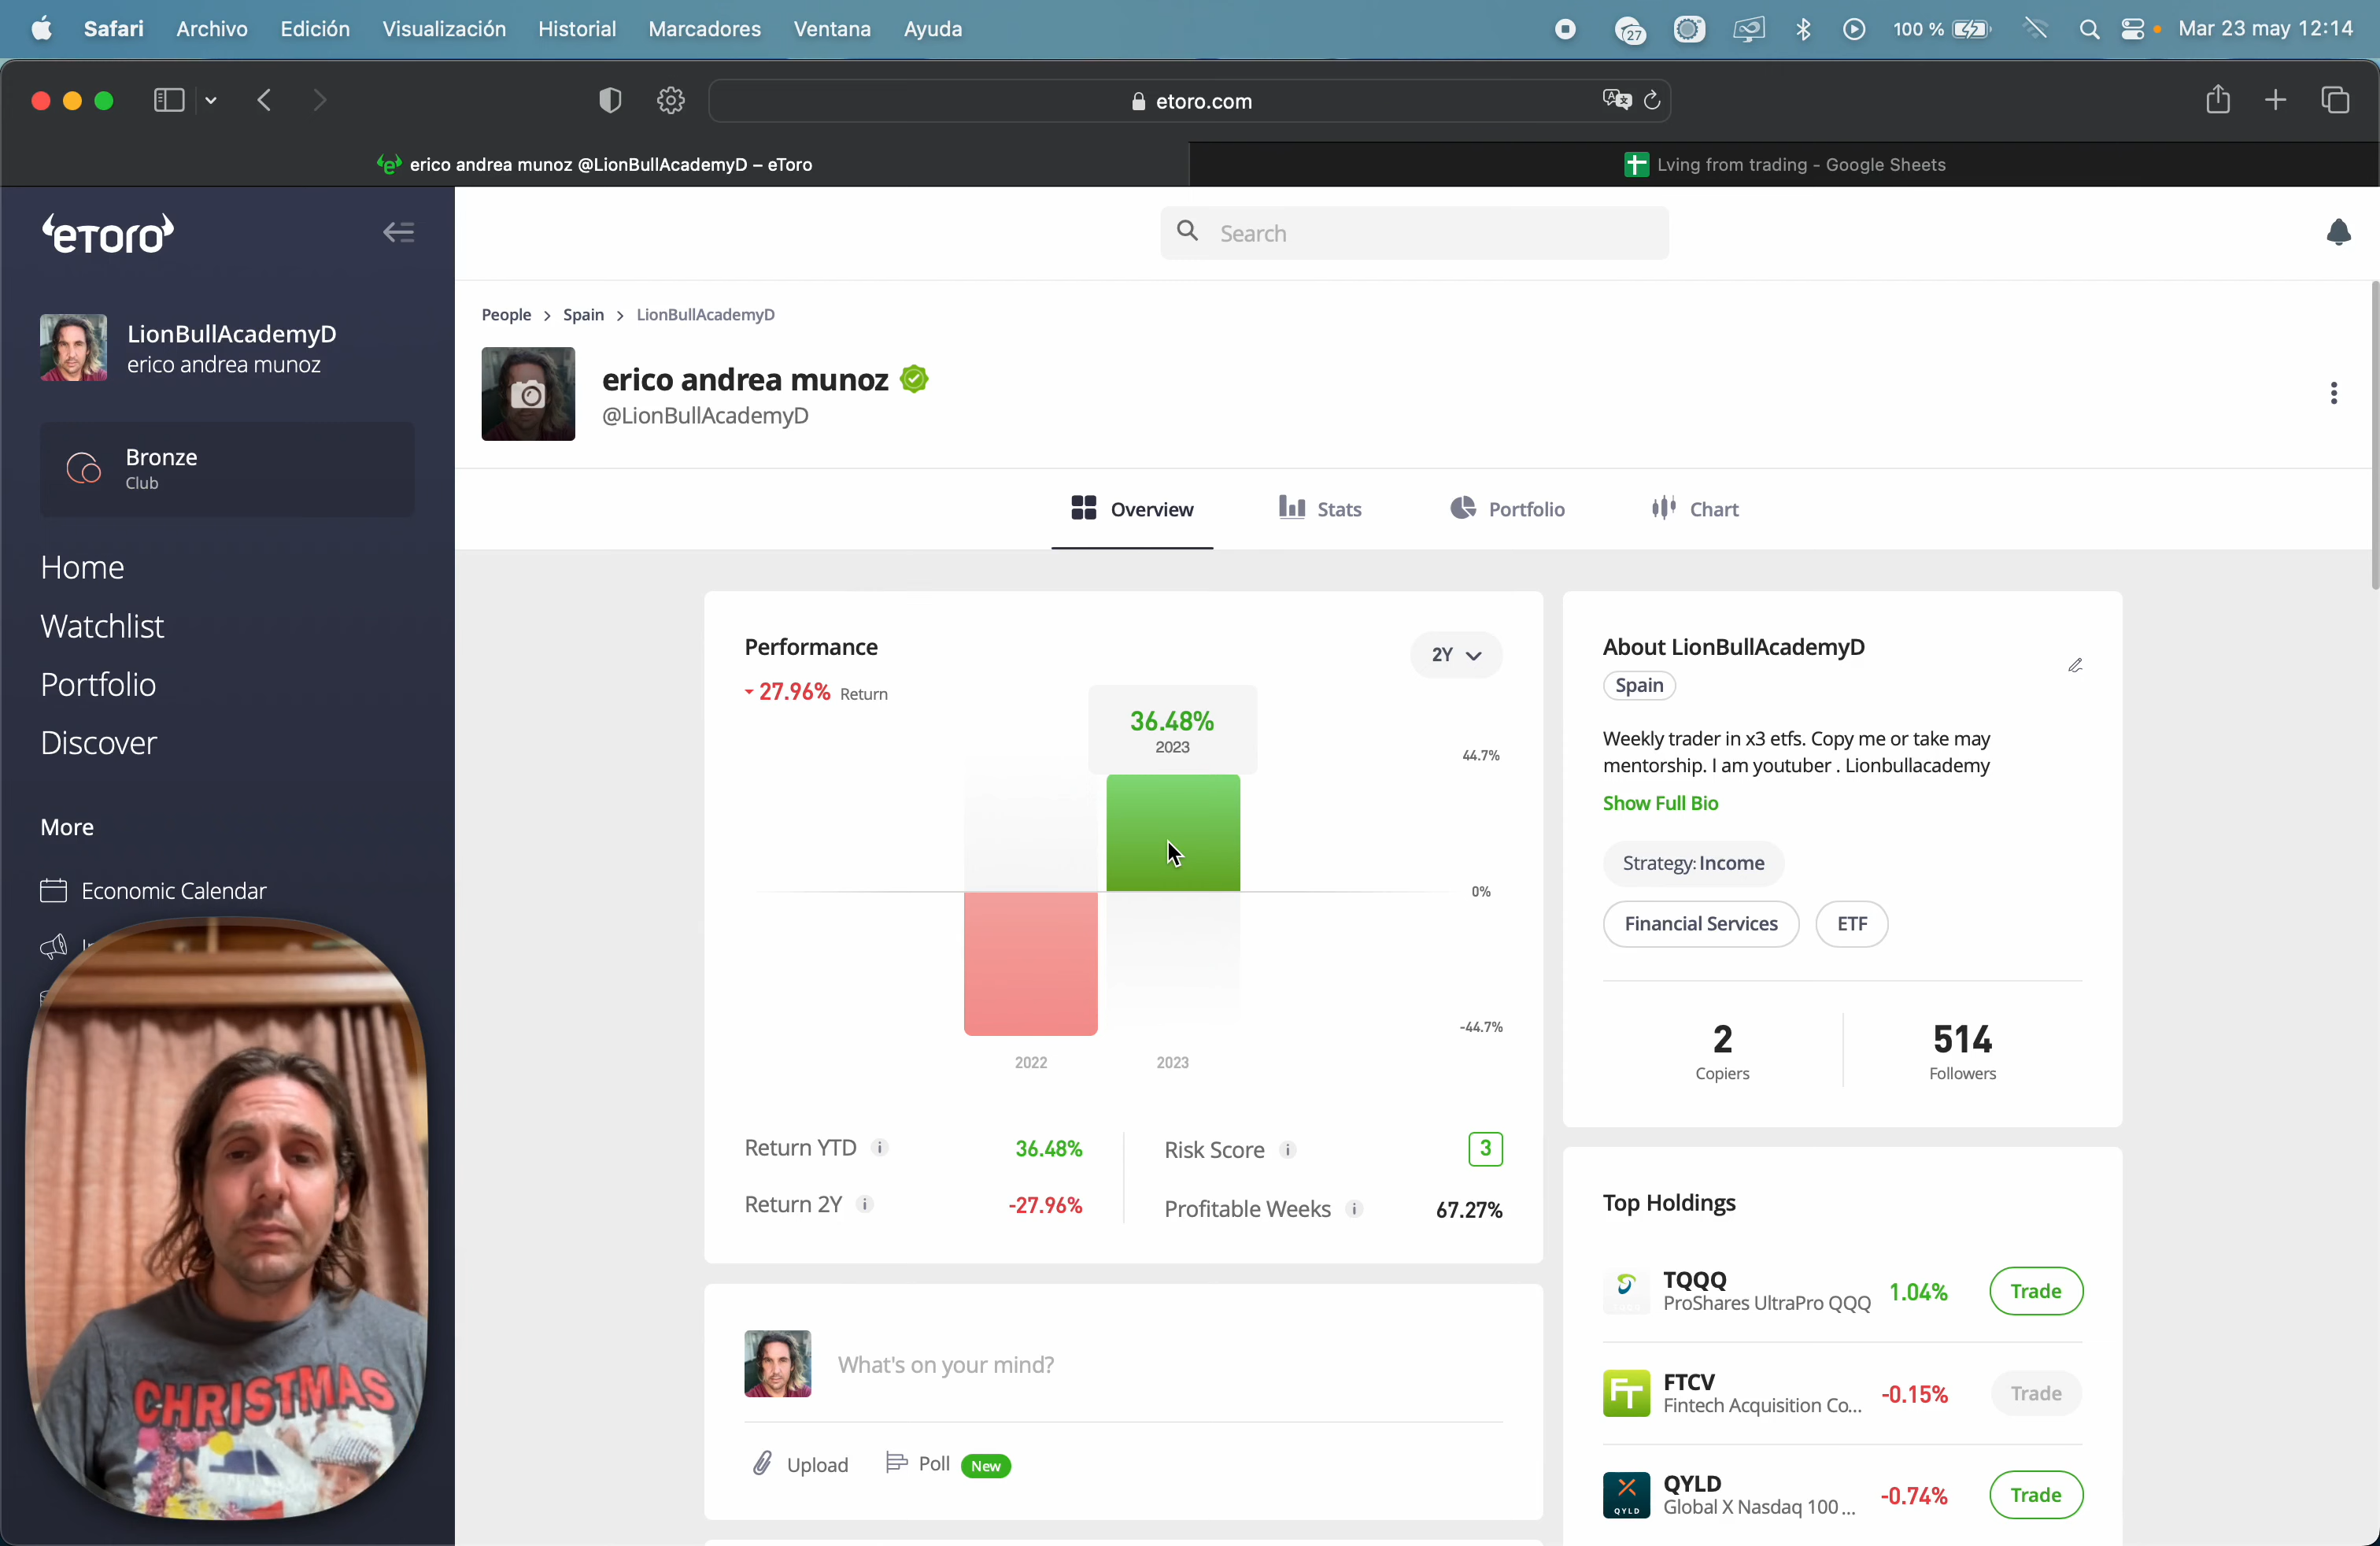 Safari Archivo Edición Visualización Historial Marcadores Ventana Ayuda
27
100 %
Mar 23 may 12:14
etoro.com
erico andrea munoz @LionBullAcademyD – eToro
Lving from trading - Google Sheets
eToro
Search
LionBullAcademyD
erico andrea munoz
Bronze
Club
Home
Watchlist
Portfolio
Discover
More
Economic Calendar
People > Spain > LionBullAcademyD
erico andrea munoz
@LionBullAcademyD
Overview
Stats
Portfolio
Chart
Performance
2Y
27.96% Return
36.48%
2023
44.7%
0%
-44.7%
2022
2023
Return YTD
36.48%
Return 2Y
-27.96%
Risk Score
3
Profitable Weeks
67.27%
What's on your mind?
Upload
Poll
New
About LionBullAcademyD
Spain
Weekly trader in x3 etfs. Copy me or take may
mentorship. I am youtuber . Lionbullacademy
Show Full Bio
Strategy: Income
Financial Services
ETF
2
Copiers
514
Followers
Top Holdings
TQQQ
ProShares UltraPro QQQ
1.04%
Trade
FTCV
Fintech Acquisition Co...
-0.15%
Trade
QYLD
QYLD
Global X Nasdaq 100 ...
-0.74%
Trade
CHRISTMAS